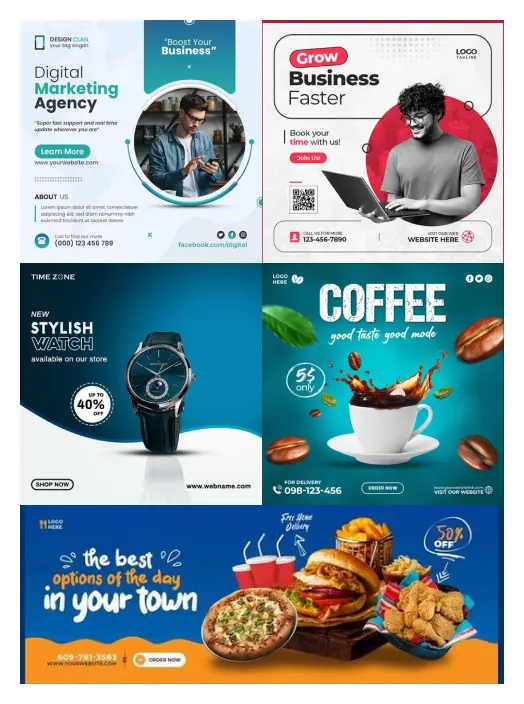 DESIGN CLAN
your tag slogan
"Boost Your
Business"
Digital
Marketing
Agency
"Super fast support and real time
update wherever you are"
Learn More
www.yourwebsite.com
ABOUT US
Lorem ipsum dolor sit amet, consectetuer
adipiscing elit, sed diam nonummy nibh
euismod tincidunt ut laoreet dolore
Call to find out more
(000) 123 456 789
facebook.com/digital
Grow
Business
Faster
LOGO
TAGLINE
Book your
time with us!
Join Us!
CALL US FOR MORE
123-456-7890
VISIT OUR WEB
WEBSITE HERE
TIME ZONE
NEW
STYLISH
WATCH
available on our store
UP TO
40%
OFF
SHOP NOW
www.webname.com
LOGO
HERE
COFFEE
good taste good mode
5$
only
FOR DELIVERY
098-123-456
ORDER NOW
www.yourwebsitelink.com
VISIT OUR WEBSITE
LOGO
HERE
the best
options of the day
in your town
Free Home
Delivery
50%
OFF
609-791-3583
WWW.YOURWEBSITE.COM
ORDER NOW